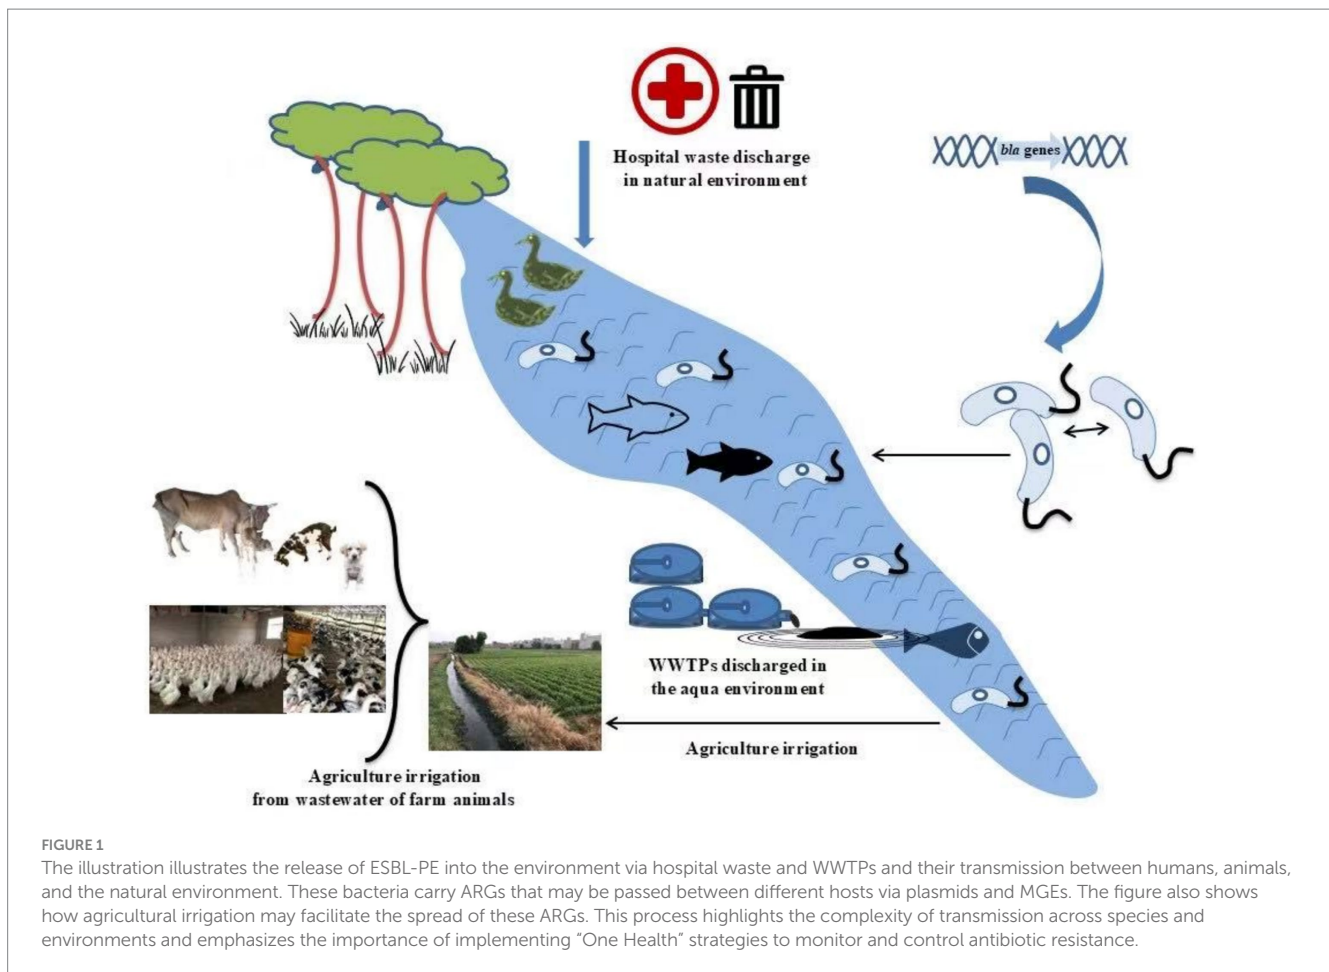 Hospital waste discharge
in natural environment
bla genes
WWTPs discharged in
the aqua environment
Agriculture irrigation
Agriculture irrigation
from wastewater of farm animals
FIGURE 1
The illustration illustrates the release of ESBL-PE into the environment via hospital waste and WWTPs and their transmission between humans, animals,
and the natural environment. These bacteria carry ARGs that may be passed between different hosts via plasmids and MGEs. The figure also shows
how agricultural irrigation may facilitate the spread of these ARGs. This process highlights the complexity of transmission across species and
environments and emphasizes the importance of implementing “One Health” strategies to monitor and control antibiotic resistance.